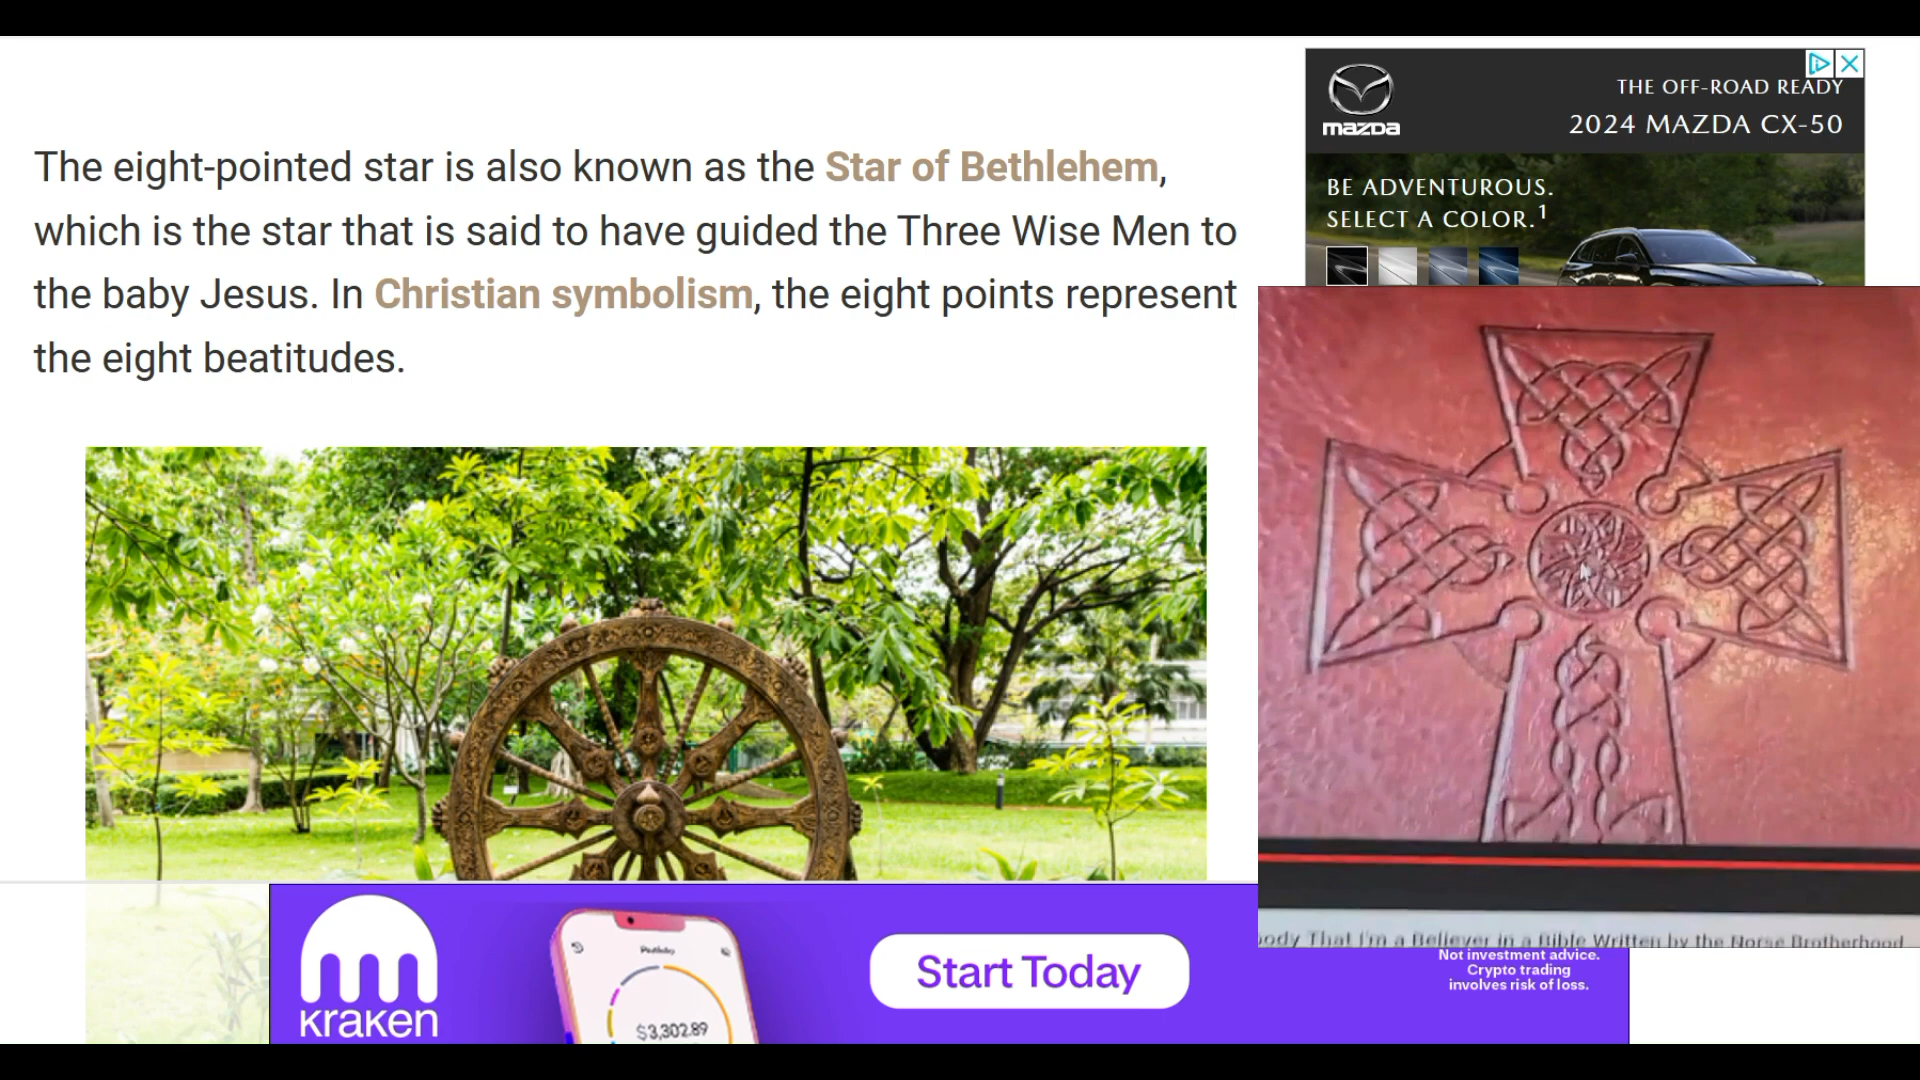 The eight-pointed star is also known as the Star of Bethlehem,
which is the star that is said to have guided the Three Wise Men to
the baby Jesus. In Christian symbolism, the eight points represent
the eight beatitudes.
mazda
THE OFF-ROAD READY
2024 MAZDA CX-50
BE ADVENTUROUS.
SELECT A COLOR.1
That I'm a Believer in a Bible Written by the Norse Brotherhood
kraken
Portfolio
$3,302.89
Start Today
Not investment advice.
Crypto trading
involves risk of loss.